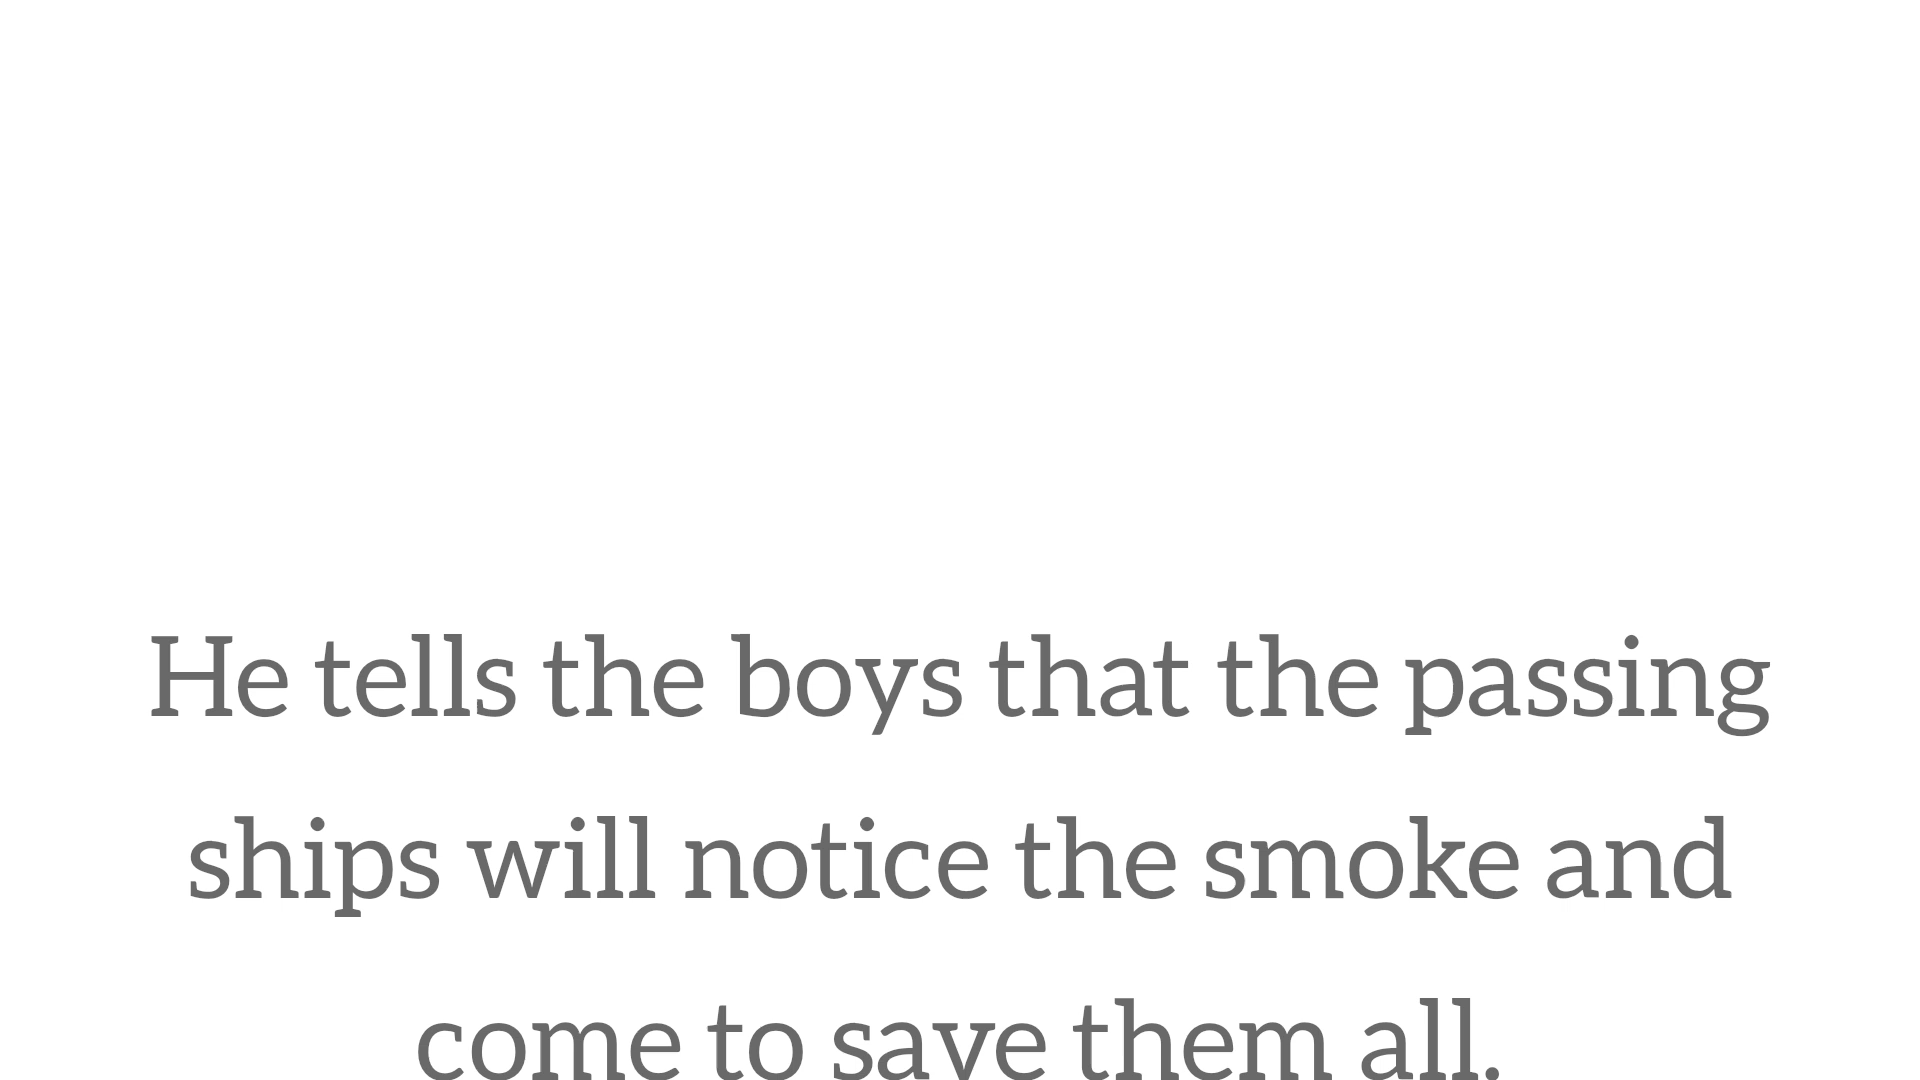 He tells the boys that the passing
ships will notice the smoke and
come to save them all.